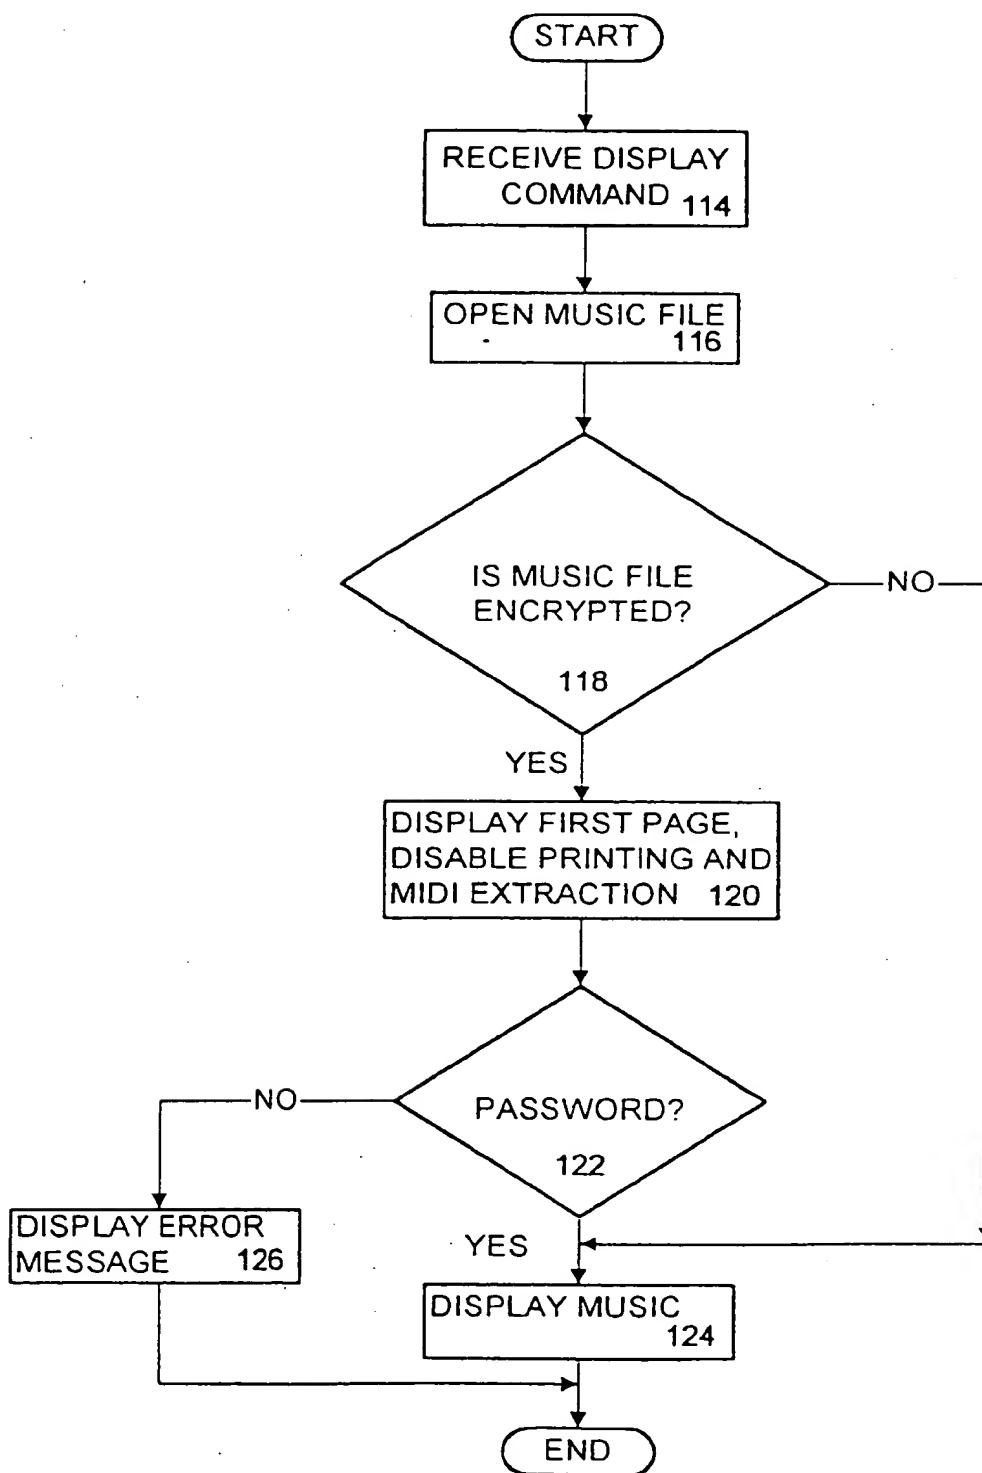 START
RECEIVE DISPLAY
COMMAND 114
OPEN MUSIC FILE
116
IS MUSIC FILE
ENCRYPTED?
NO
118
YES
DISPLAY FIRST PAGE,
DISABLE PRINTING AND
MIDI EXTRACTION 120
NO
PASSWORD?
122
DISPLAY ERROR
MESSAGE 126
YES
DISPLAY MUSIC
124
END